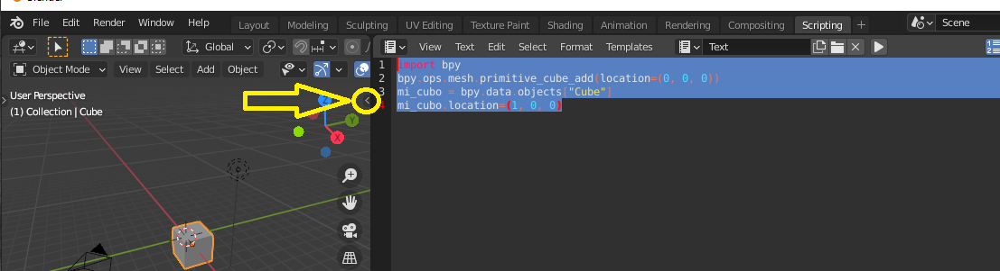 File Edit Render Window Help Layout Modeling Sculpting UV Editing Texture Paint Shading Animation Rendering Compositing Scripting + Scene
Global View Text Edit Select Format Templates Text
Object Mode View Select Add Object
1 import bpy
2 bpy.ops.mesh.primitive_cube_add(location=(0, 0, 0))
3 mi_cubo = bpy.data.objects["Cube"]
4 mi_cubo.location=(1, 0, 0)
User Perspective
(1) Collection | Cube
Z
Y
X